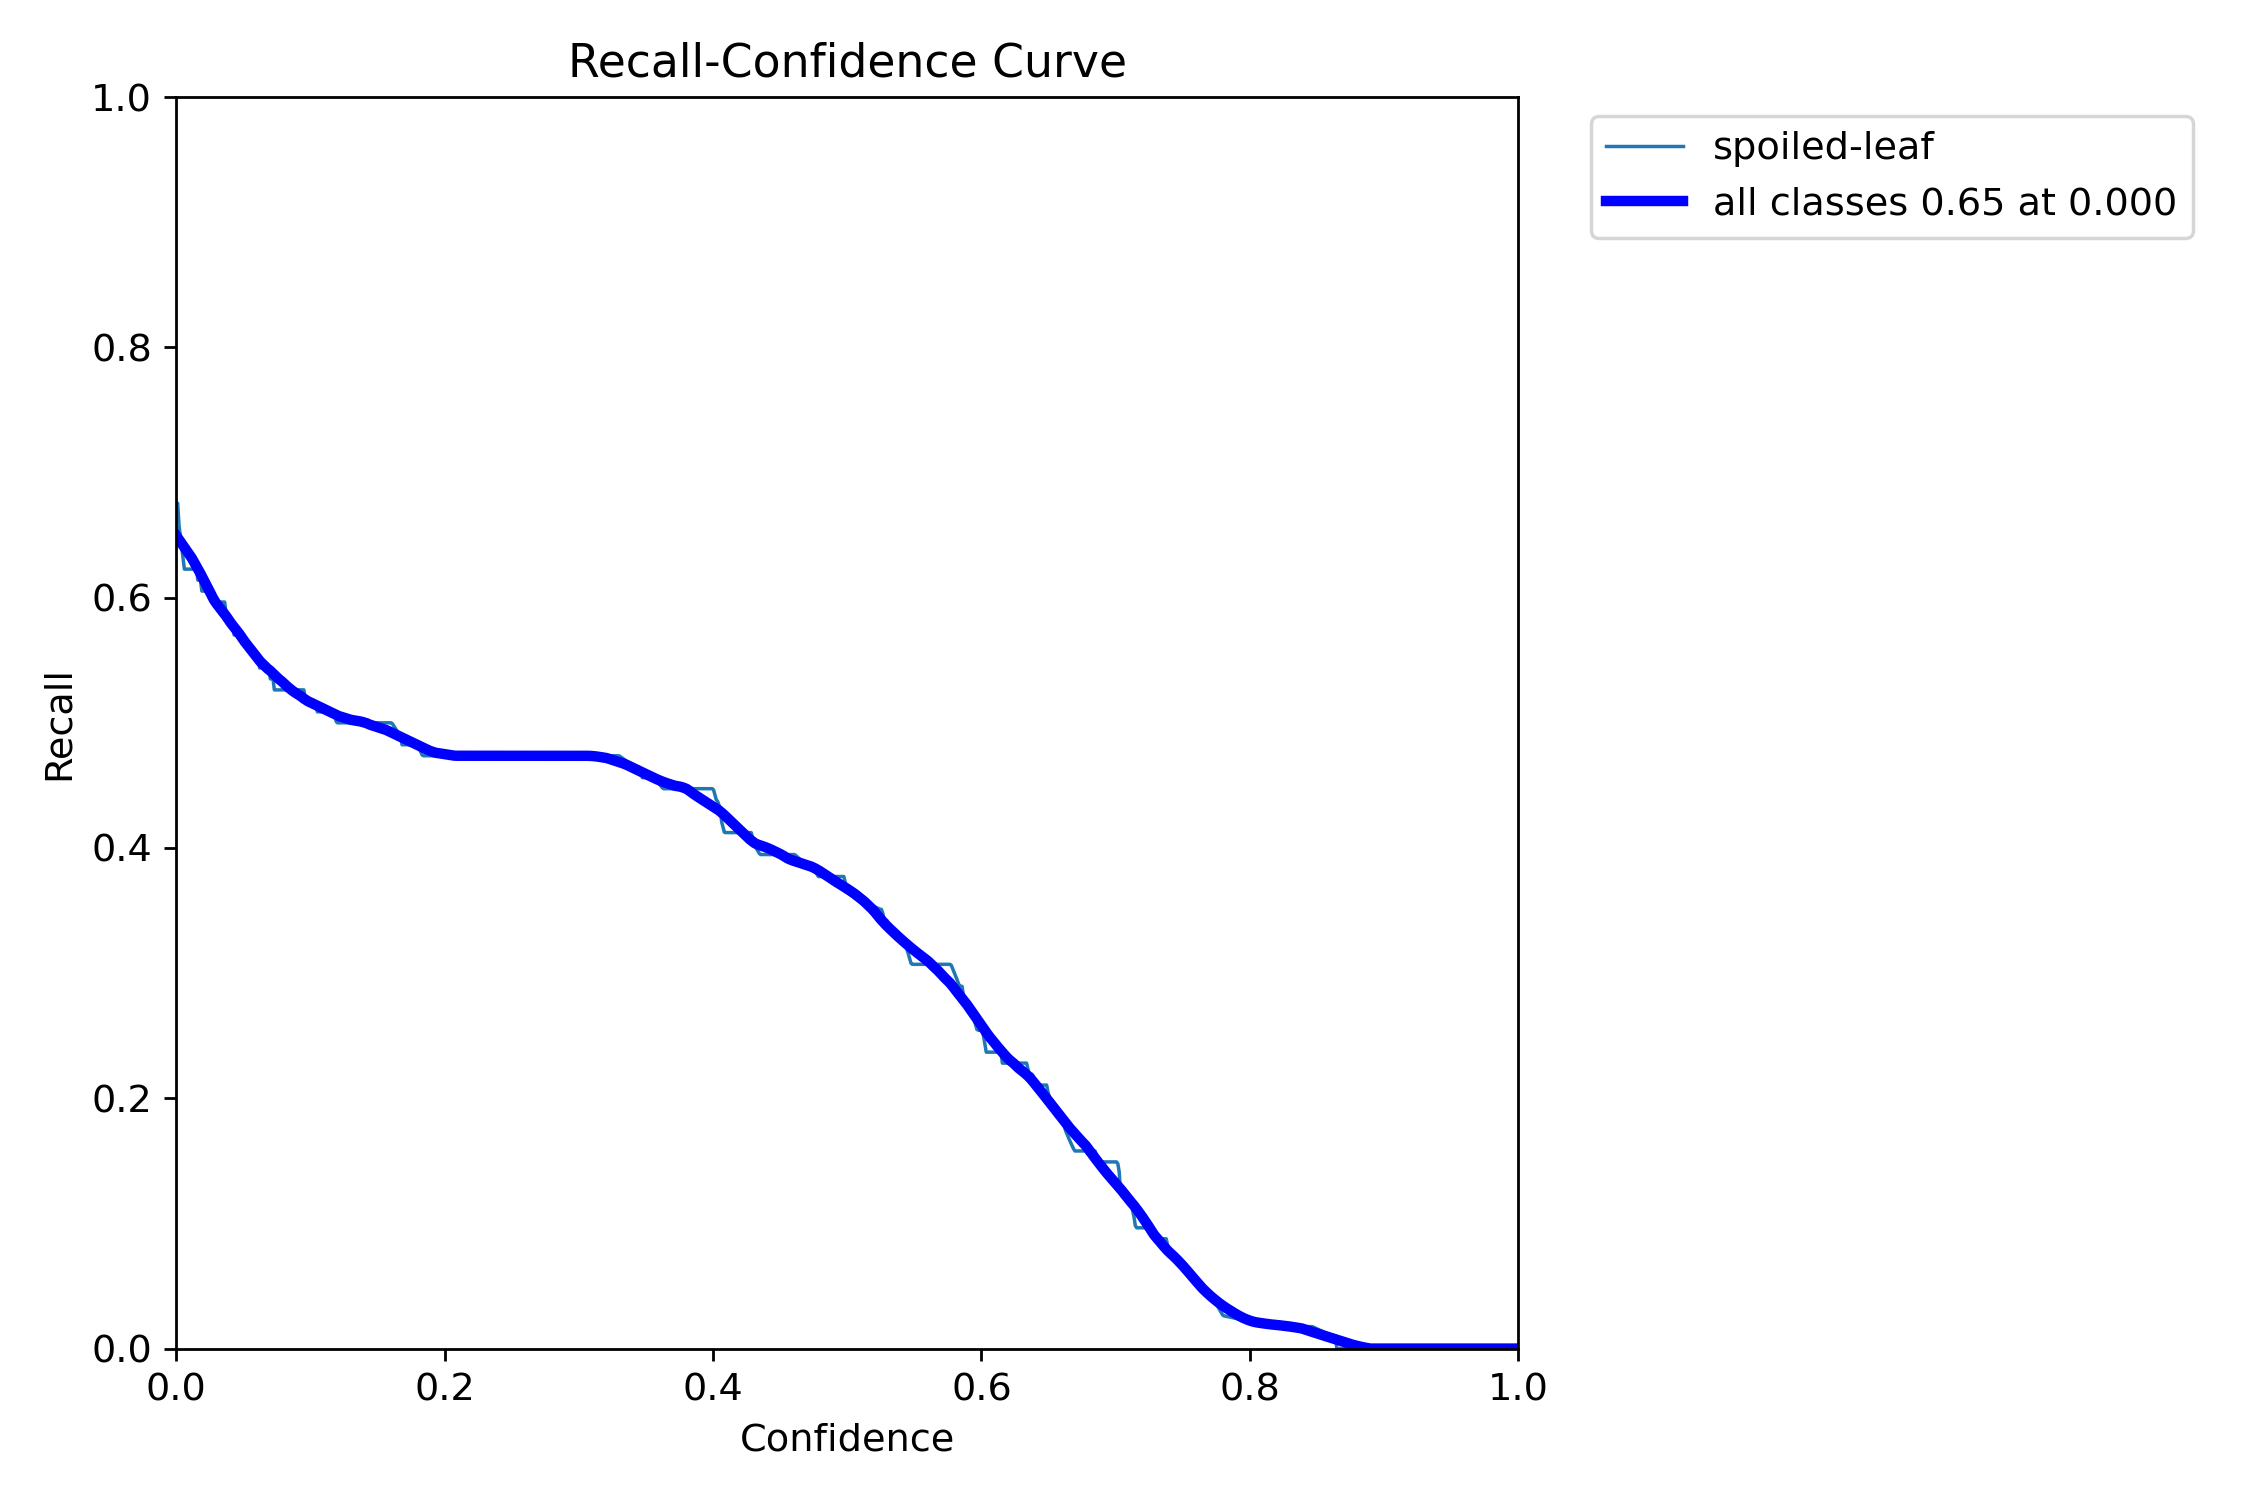 Recall-Confidence Curve
1.0
0.8
0.6
0.4
0.2
0.0
Recall
0.0 0.2 0.4 0.6 0.8 1.0
Confidence
spoiled-leaf
all classes 0.65 at 0.000